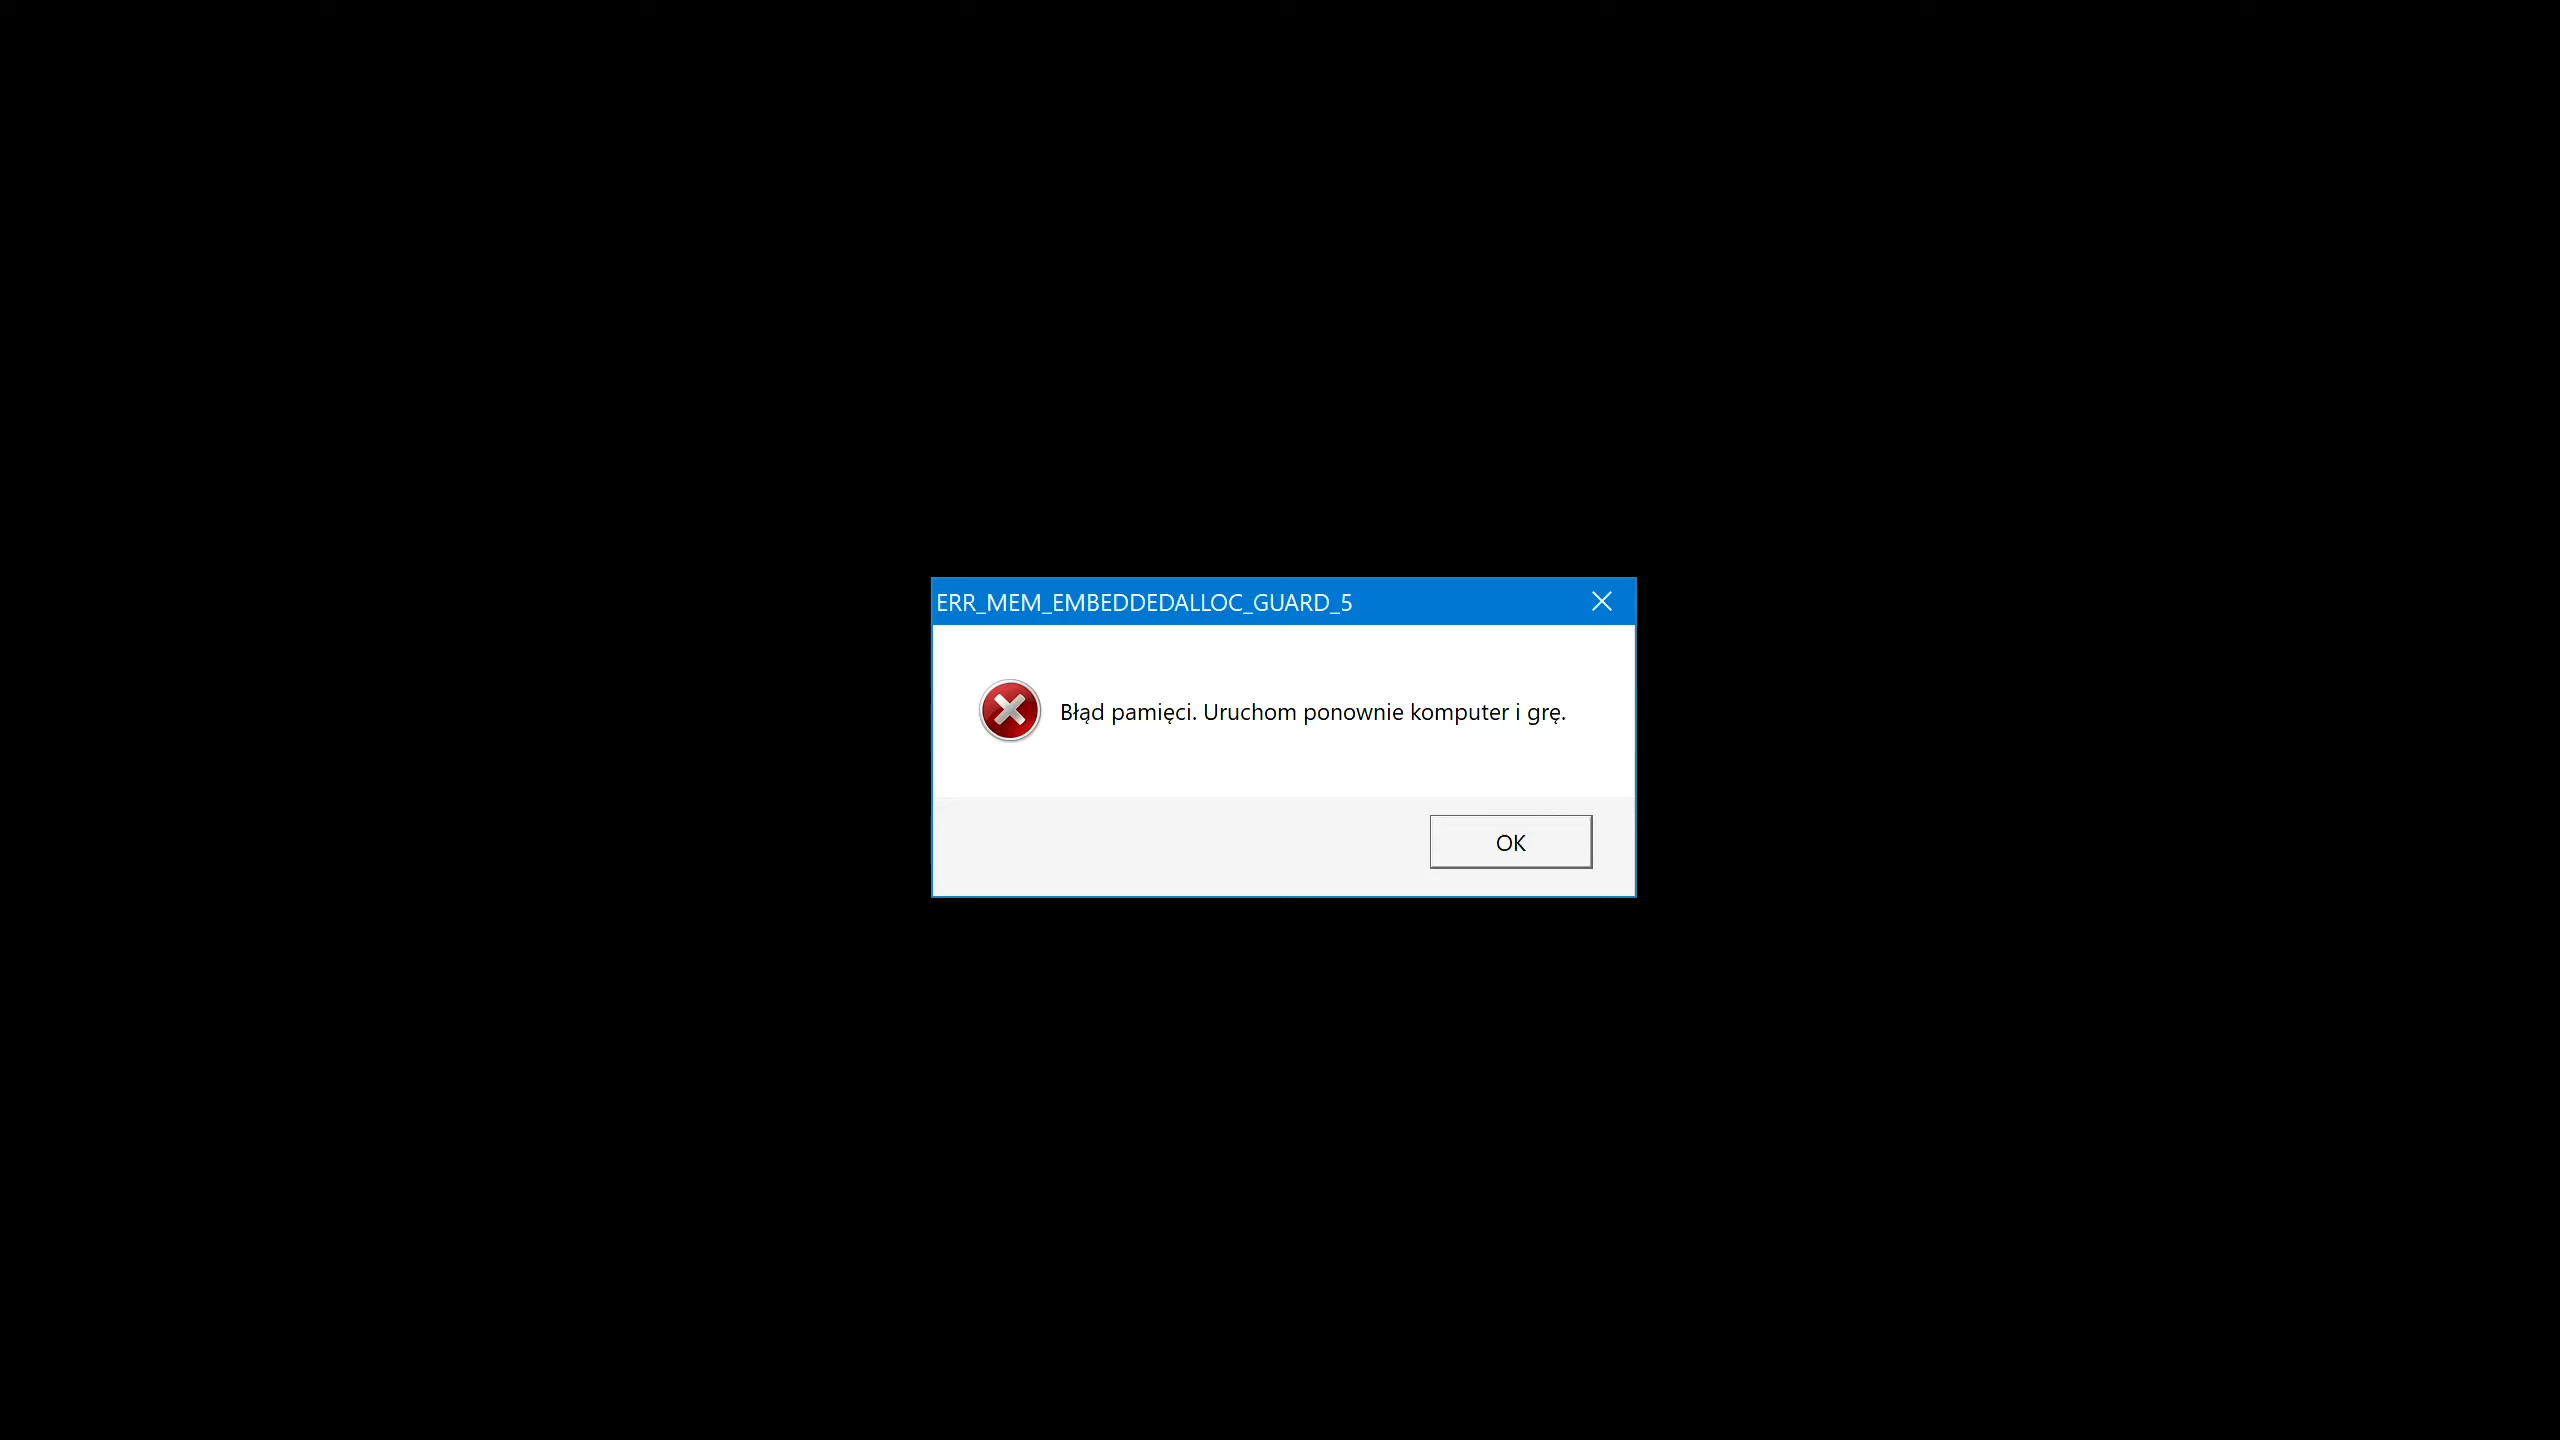 ERR_MEM_EMBEDDEDALLOC_GUARD_5
Błąd pamięci. Uruchom ponownie komputer i grę.
OK